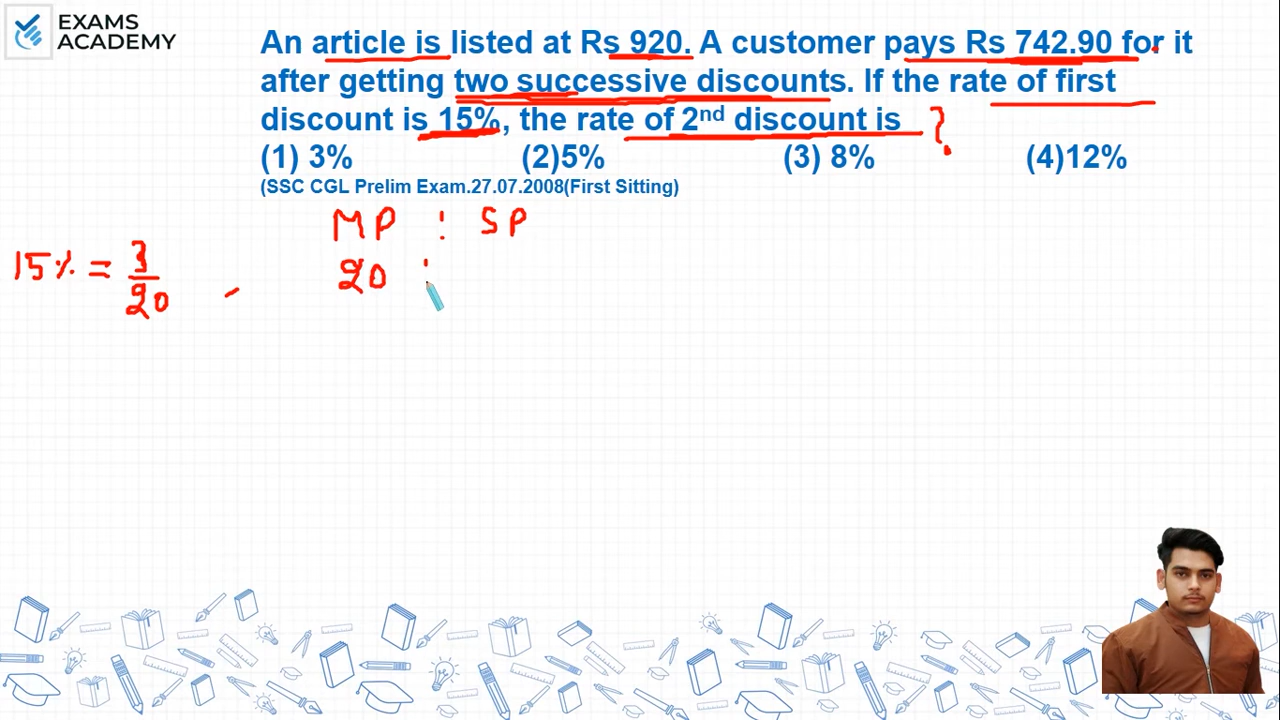 EXAMS
ACADEMY
An article is listed at Rs 920. A customer pays Rs 742.90 for it
after getting two successive discounts. If the rate of first
discount is 15%, the rate of 2nd discount is ?
(1) 3% (2)5% (3) 8% (4)12%
(SSC CGL Prelim Exam.27.07.2008(First Sitting)
MP : SP
15% = 3/20 - 20 :